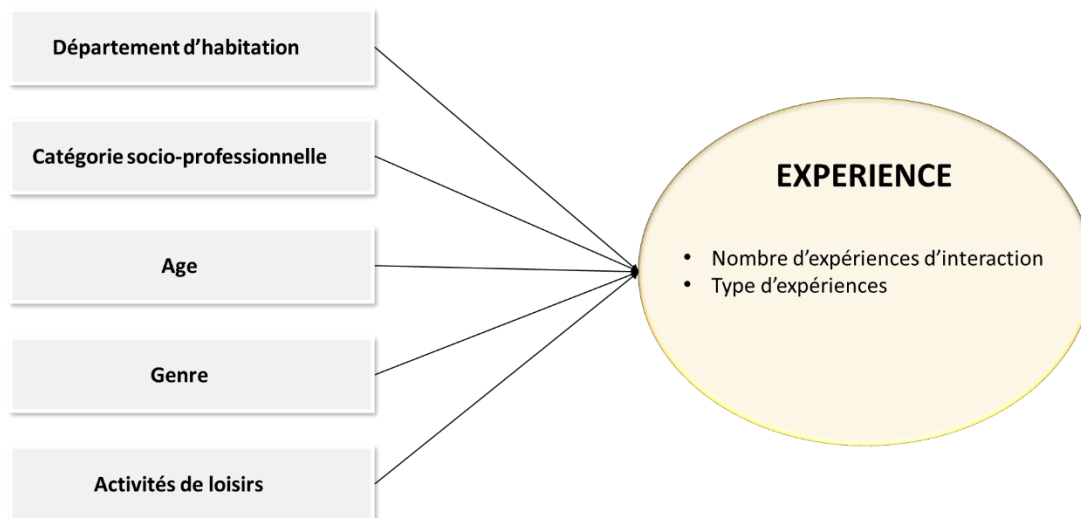 Département d’habitation
Catégorie socio-professionnelle
Age
Genre
Activités de loisirs
EXPERIENCE
• Nombre d’expériences d’interaction
• Type d’expériences